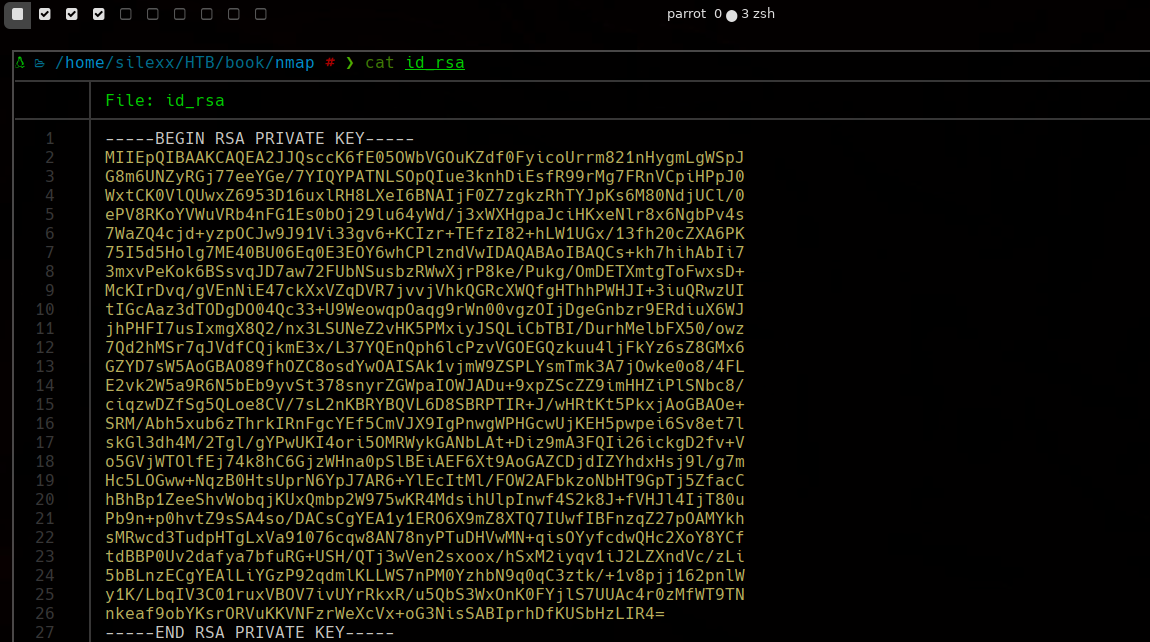 parrot 0 3 zsh
/home/silexx/HTB/book/nmap # ❯ cat id_rsa
File: id_rsa
1 -----BEGIN RSA PRIVATE KEY-----
2 MIIEpQIBAAKCAQEA2JJQsccK6fE05OWbVGOuKZdf0FyicoUrrm821nHygmLgWSpJ
3 G8m6UNZyRGj77eeYGe/7YIQYPATNLSOpQIue3knhDiEsfR99rMg7FRnVCpiHPpJ0
4 WxtCK0VlQUwxZ6953D16uxlRH8LXeI6BNAIjF0Z7zgkzRhTYJpKs6M80NdjUCl/0
5 ePV8RKoYVWuVRb4nFG1Es0bOj29lu64yWd/j3xWXHgpaJciHKxeNlr8x6NgbPv4s
6 7WaZQ4cjd+yzpOCJw9J91Vi33gv6+KCIzr+TEfzI82+hLW1UGx/13fh20cZXA6PK
7 75I5d5Holg7ME40BU06Eq0E3EOY6whCPlzndVwIDAQABAoIBAQCs+kh7hihAbIi7
8 3mxvPeKok6BSsvqJD7aw72FUbNSusbzRWwXjrP8ke/Pukg/OmDETXmtgToFwxsD+
9 McKIrDvq/gVEnNiE47ckXxVZqDVR7jvvjVhkQGRcXWQfgHThhPWHJI+3iuQRwzUI
10 tIGcAaz3dTODgDO04Qc33+U9WeowqpOaqg9rWn00vgzOIjDgeGnbzr9ERdiuX6WJ
11 jhPHFI7usIxmgX8Q2/nx3LSUNeZ2vHK5PMxiyJSQLiCbTBI/DurhMelbFX50/owz
12 7Qd2hMSr7qJVdfCQjkmE3x/L37YQEnQph6lcPzvVGOEGQzkuu4ljFkYz6sZ8GMx6
13 GZYD7sW5AoGBAO89fhOZC8osdYwOAISAk1vjmW9ZSPLYsmTmk3A7jOwke0o8/4FL
14 E2vk2W5a9R6N5bEb9yvSt378snyrZGWpaIOWJADu+9xpZScZZ9imHHZiPlSNbc8/
15 ciqzwDZfSg5QLoe8CV/7sL2nKBRYBQVL6D8SBRPTIR+J/wHRtKt5PkxjAoGBAOe+
16 SRM/Abh5xub6zThrkIRnFgcYEf5CmVJX9IgPnwgWPHGcwUjKEH5pwpei6Sv8et7l
17 skGl3dh4M/2Tgl/gYPwUKI4ori5OMRWykGANbLAt+Diz9mA3FQIi26ickgD2fv+V
18 o5GVjWTOlfEj74k8hC6GjzWHna0pSlBEiAEF6Xt9AoGAZCDjdIZYhdxHsj9l/g7m
19 Hc5LOGww+NqzB0HtsUprN6YpJ7AR6+YlEcItMl/FOW2AFbkzoNbHT9GpTj5ZfacC
20 hBhBp1ZeeShvWobqjKUxQmbp2W975wKR4MdsihUlpInwf4S2k8J+fVHJl4IjT80u
21 Pb9n+p0hvtZ9sSA4so/DACsCgYEA1y1ERO6X9mZ8XTQ7IUwfIBFnzqZ27pOAMYkh
22 sMRwcd3TudpHTgLxVa91076cqw8AN78nyPTuDHVwMN+qisOYyfcdwQHc2XoY8YCf
23 tdBBP0Uv2dafya7bfuRG+USH/QTj3wVen2sxoox/hSxM2iyqv1iJ2LZXndVc/zLi
24 5bBLnzECgYEAlLiYGzP92qdmlKLLWS7nPM0YzhbN9q0qC3ztk/+1v8pjj162pnlW
25 y1K/LbqIV3C01ruxVBOV7ivUYrRkxR/u5QbS3WxOnK0FYjlS7UUAc4r0zMfWT9TN
26 nkeaf9obYKsrORVuKKVNFzrWeXcVx+oG3NisSABIprhDfKUSbHzLIR4=
27 -----END RSA PRIVATE KEY-----